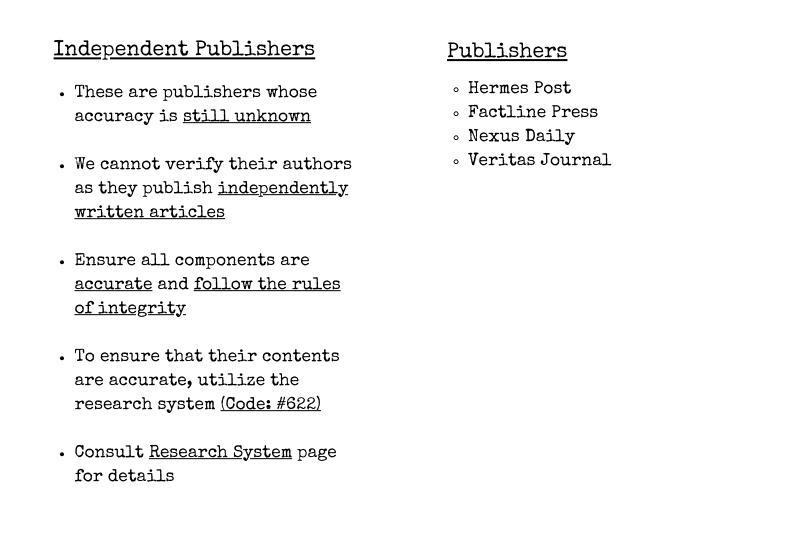 Independent Publishers
• These are publishers whose
accuracy is still unknown
• We cannot verify their authors
as they publish independently
written articles
• Ensure all components are
accurate and follow the rules
of integrity
• To ensure that their contents
are accurate, utilize the
research system (Code: #622)
• Consult Research System page
for details
Publishers
◦ Hermes Post
◦ Factline Press
◦ Nexus Daily
◦ Veritas Journal